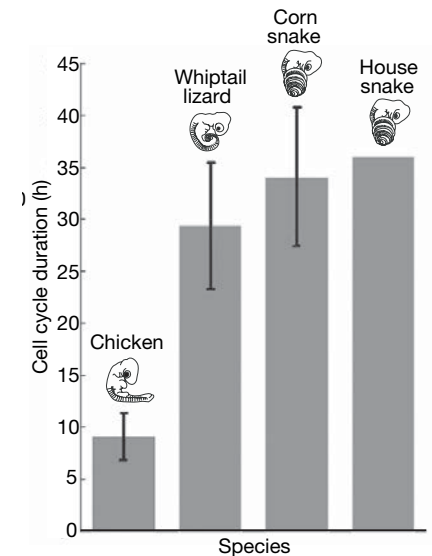 Corn
snake
House
snake
Whiptail
lizard
Chicken
Cell cycle duration (h)
45
40
35
30
25
20
15
10
5
0
Species